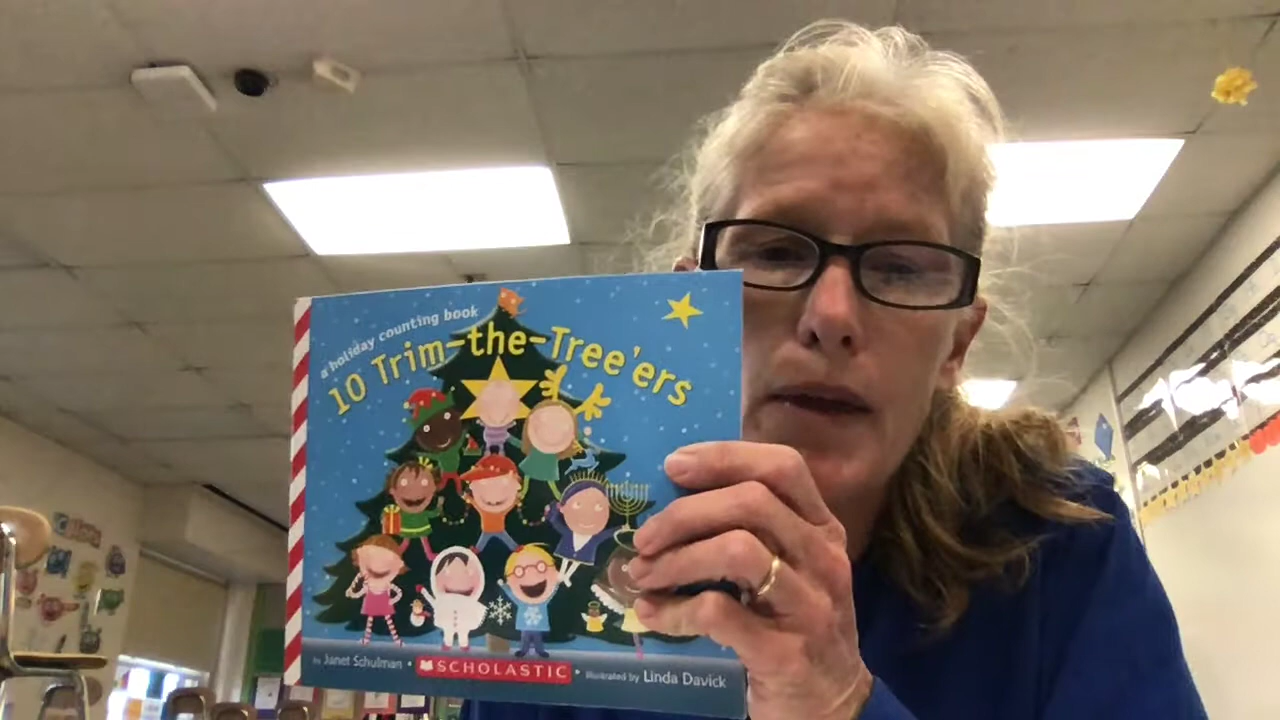 a holiday counting book
10 Trim-the-Tree'ers
by Janet Schulman • SCHOLASTIC • illustrated by Linda Davick